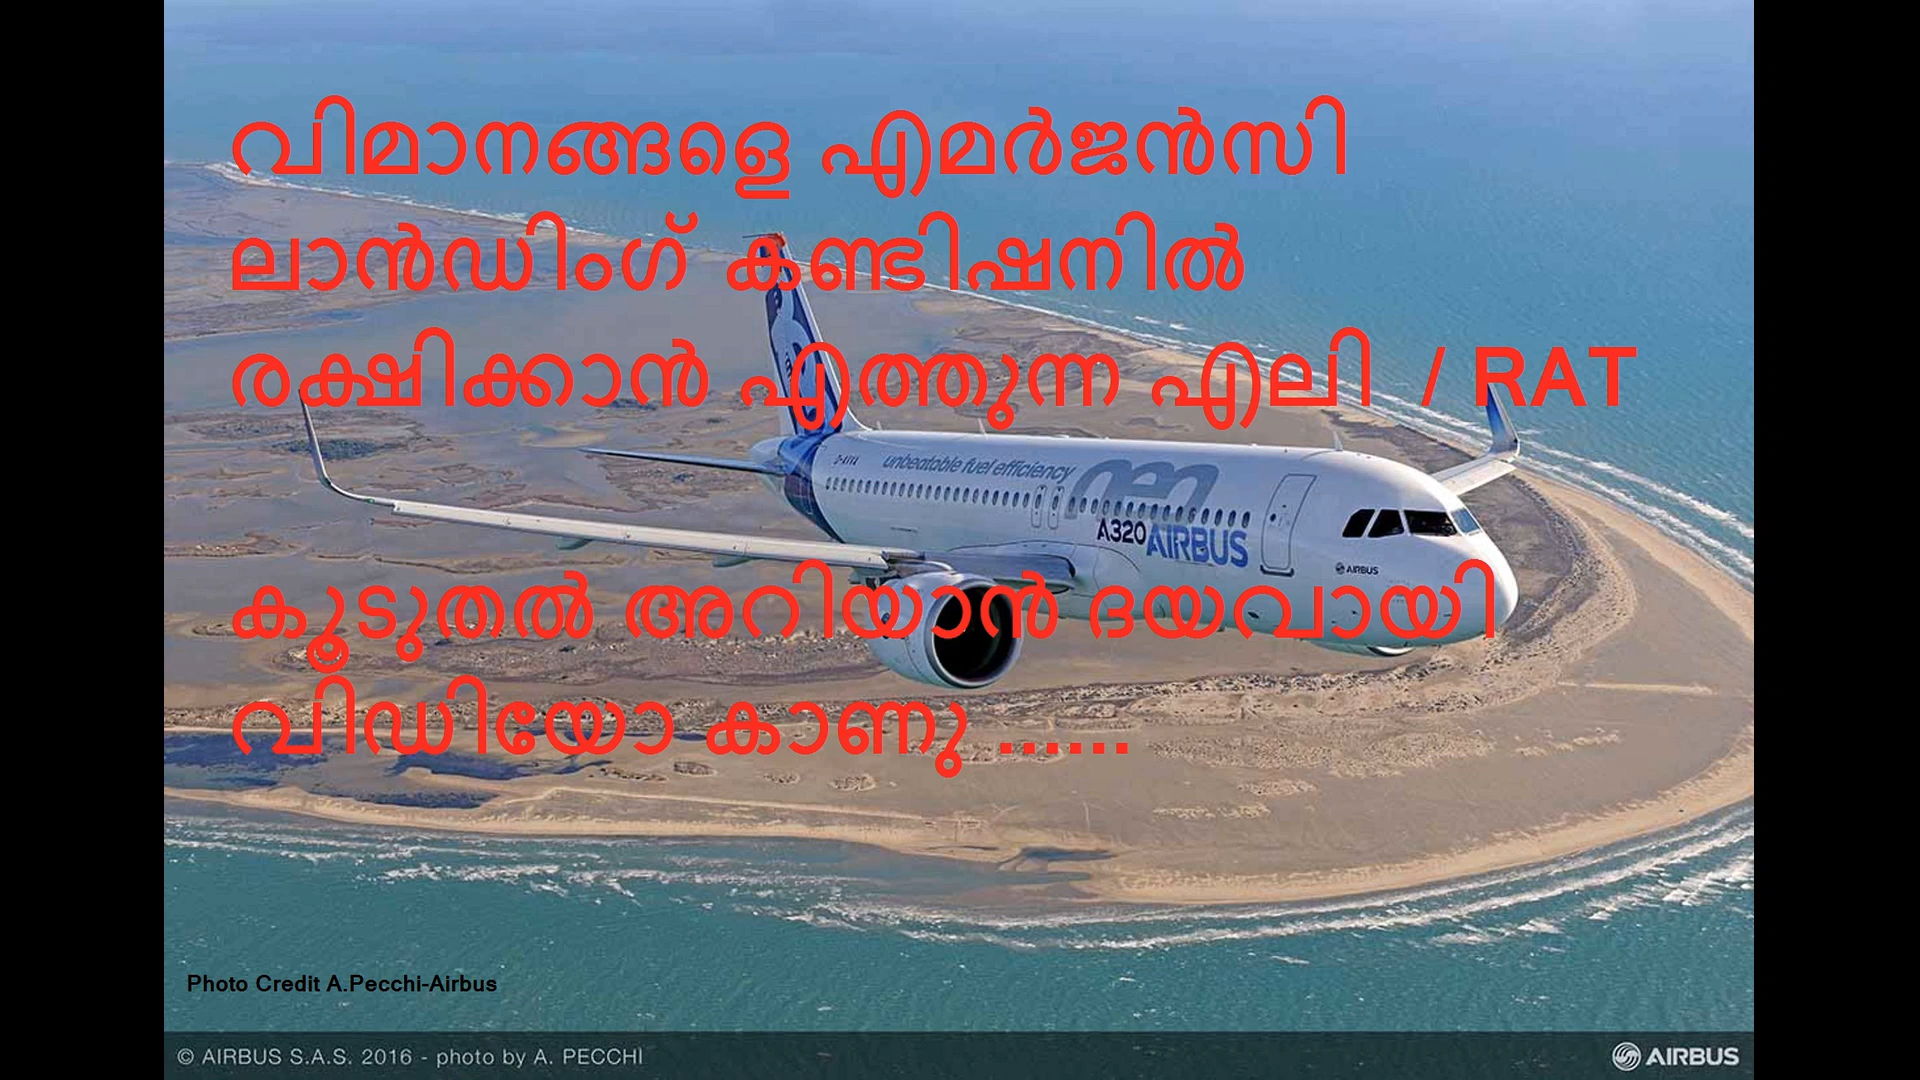 വിമാനങ്ങളെ എമർജൻസി
ലാൻഡിംഗ് കണ്ടിഷനിൽ
രക്ഷിക്കാൻ എത്തുന്ന എലി / RAT
unbeatable fuel efficiency
neo
A320 AIRBUS
AIRBUS
കൂടുതൽ അറിയാൻ ദയവായി
വീഡിയോ കാണു ......
Photo Credit A.Pecchi-Airbus
© AIRBUS S.A.S. 2016 - photo by A. PECCHI
AIRBUS